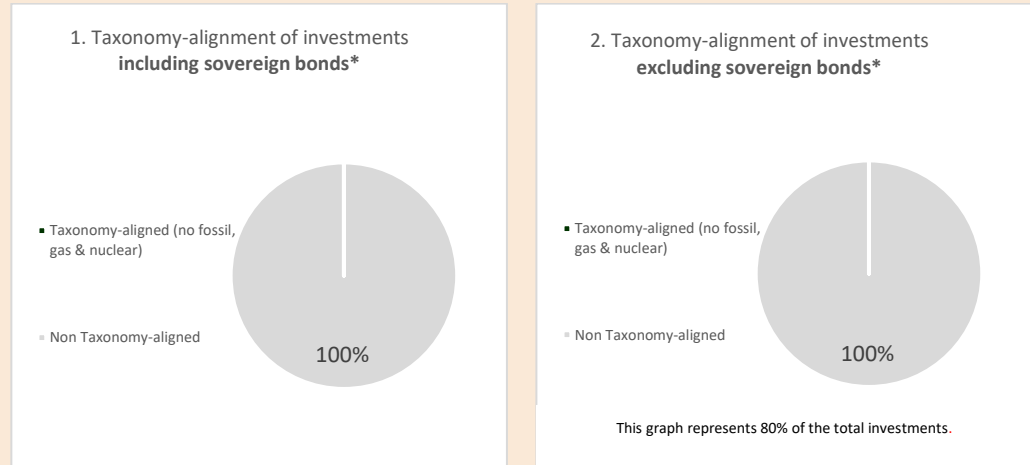 1. Taxonomy-alignment of investments
including sovereign bonds*
Taxonomy-aligned (no fossil,
gas & nuclear)
Non Taxonomy-aligned
100%
2. Taxonomy-alignment of investments
excluding sovereign bonds*
Taxonomy-aligned (no fossil,
gas & nuclear)
Non Taxonomy-aligned
100%
This graph represents 80% of the total investments.